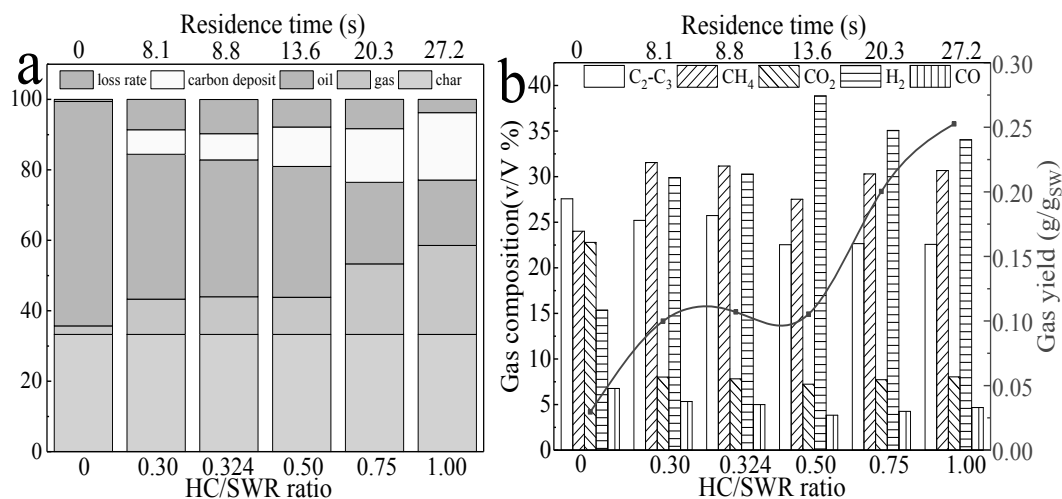 a
Residence time (s)
0 8.1 8.8 13.6 20.3 27.2
loss rate carbon deposit oil gas char
100
80
60
40
20
0
0 0.30 0.324 0.50 0.75 1.00
HC/SWR ratio
b
Residence time (s)
0 8.1 8.8 13.6 20.3 27.2
C2-C3 CH4 CO2 H2 CO
Gas composition(v/V %)
40
35
30
25
20
15
10
5
0
0.30
0.25
0.20
0.15
0.10
0.05
0.00
Gas yield (g/gSW)
0 0.30 0.324 0.50 0.75 1.00
HC/SWR ratio